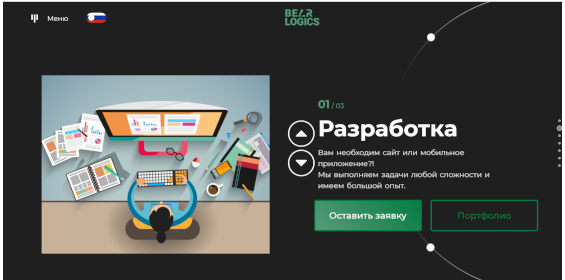 Меню
BEAR
LOGICS
01 / 03
Разработка
Вам необходим сайт или мобильное
приложение?!
Мы выполняем задачи любой сложности и
имеем большой опыт.
Оставить заявку
Портфолио